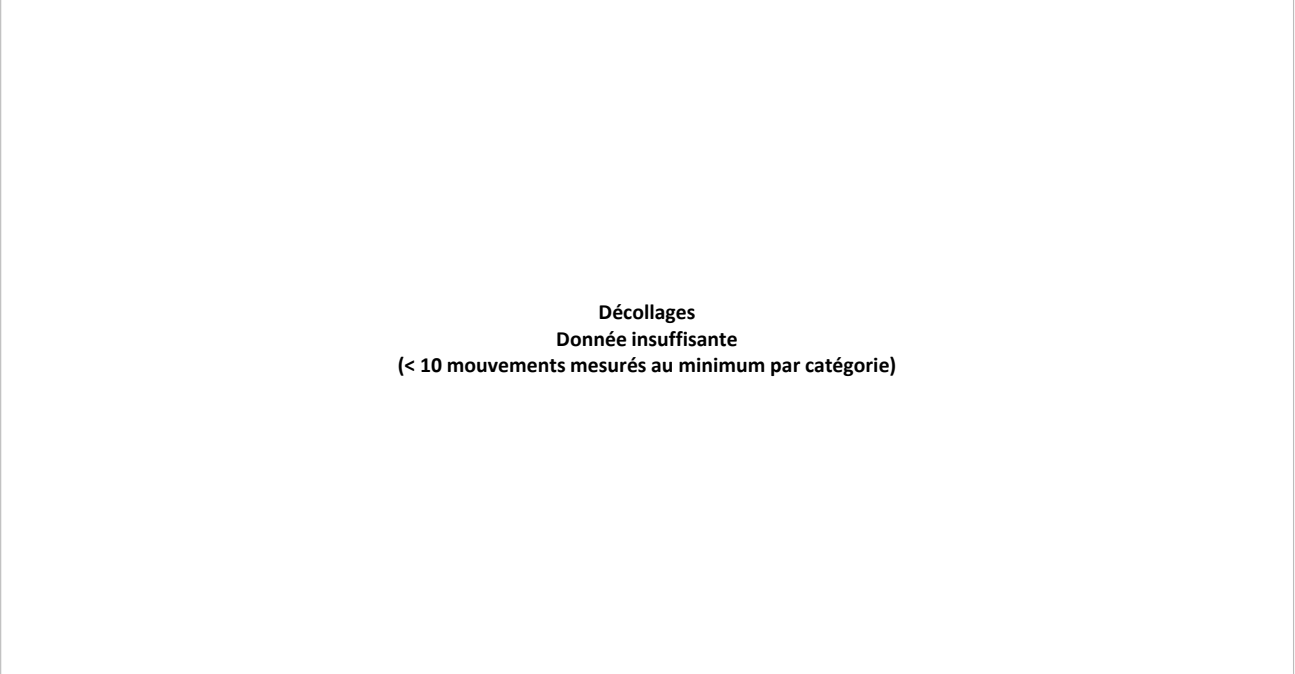 Décollages
Donnée insuffisante
(< 10 mouvements mesurés au minimum par catégorie)